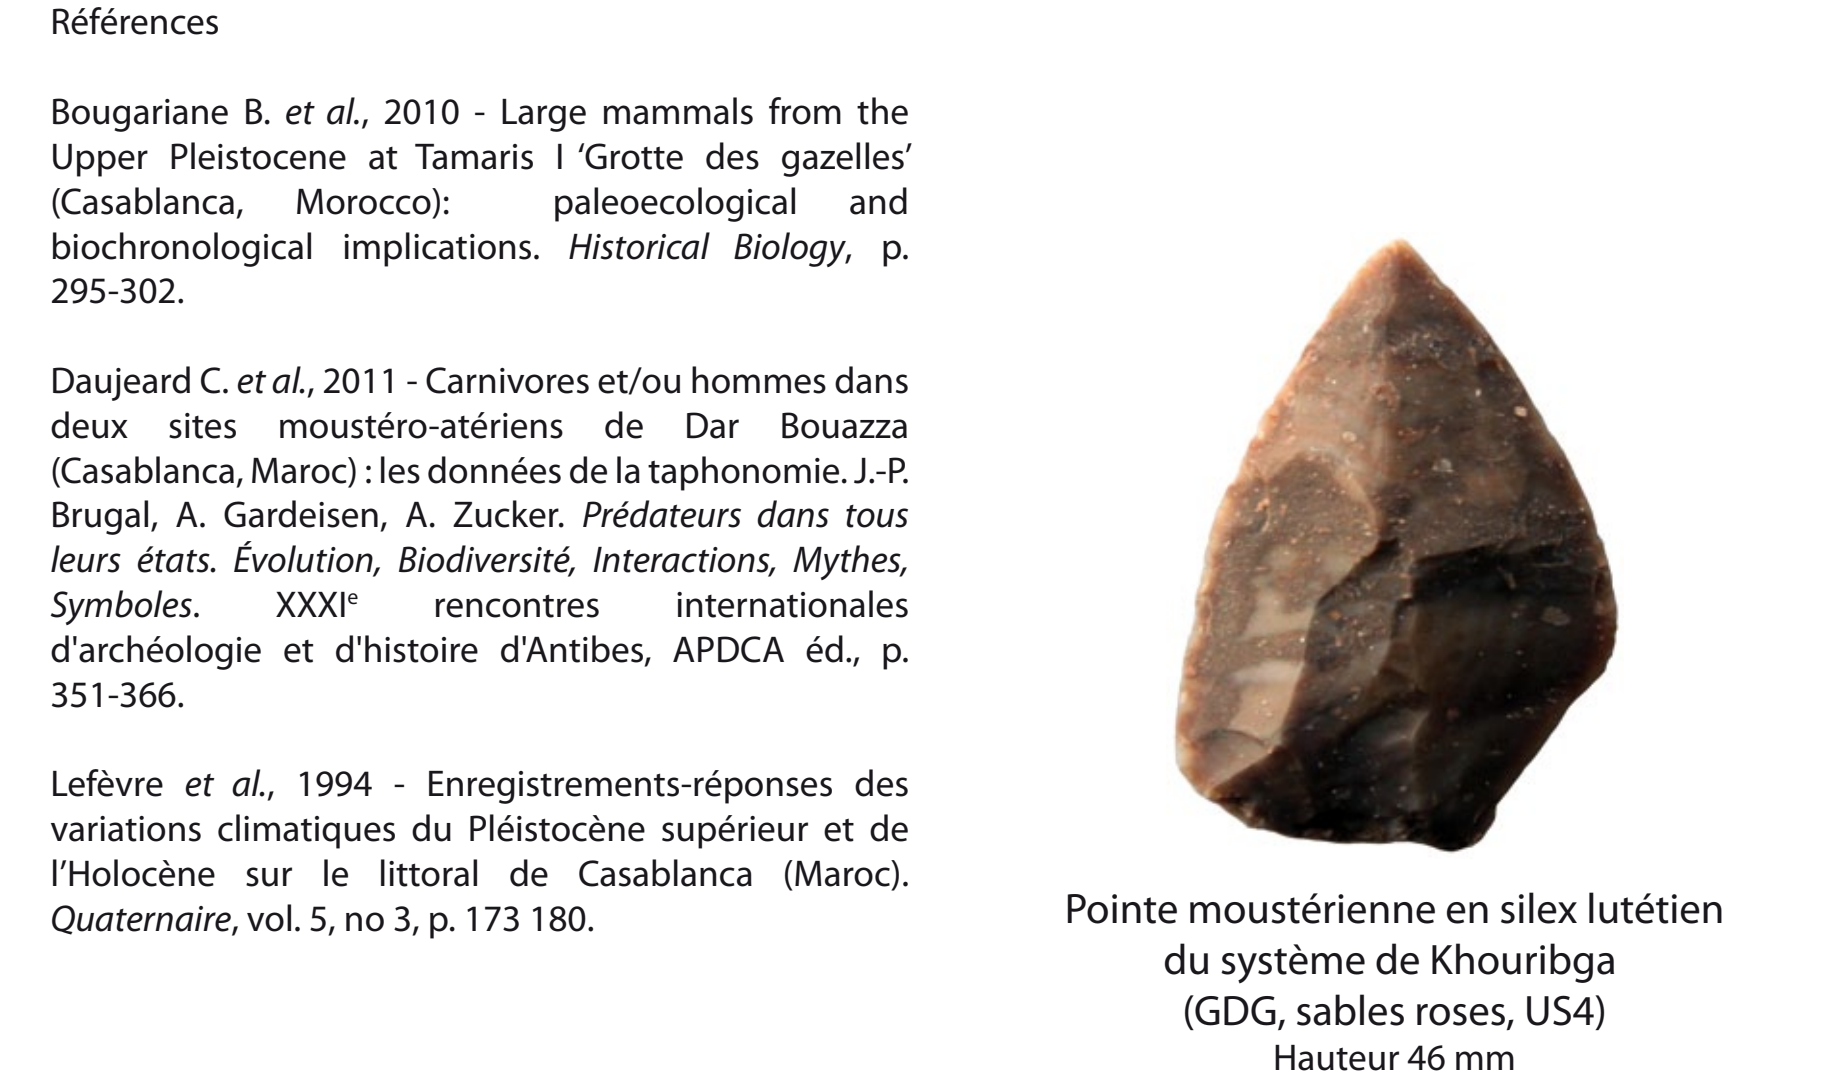 Références
Bougariane B. et al., 2010 - Large mammals from the
Upper Pleistocene at Tamaris I ‘Grotte des gazelles’
(Casablanca, Morocco): paleoecological and
biochronological implications. Historical Biology, p.
295-302.
Daujeard C. et al., 2011 - Carnivores et/ou hommes dans
deux sites moustéro-atériens de Dar Bouazza
(Casablanca, Maroc) : les données de la taphonomie. J.-P.
Brugal, A. Gardeisen, A. Zucker. Prédateurs dans tous
leurs états. Évolution, Biodiversité, Interactions, Mythes,
Symboles. XXXIe rencontres internationales
d'archéologie et d'histoire d'Antibes, APDCA éd., p.
351-366.
Lefèvre et al., 1994 - Enregistrements-réponses des
variations climatiques du Pléistocène supérieur et de
l’Holocène sur le littoral de Casablanca (Maroc).
Quaternaire, vol. 5, no 3, p. 173 180.
Pointe moustérienne en silex lutétien
du système de Khouribga
(GDG, sables roses, US4)
Hauteur 46 mm